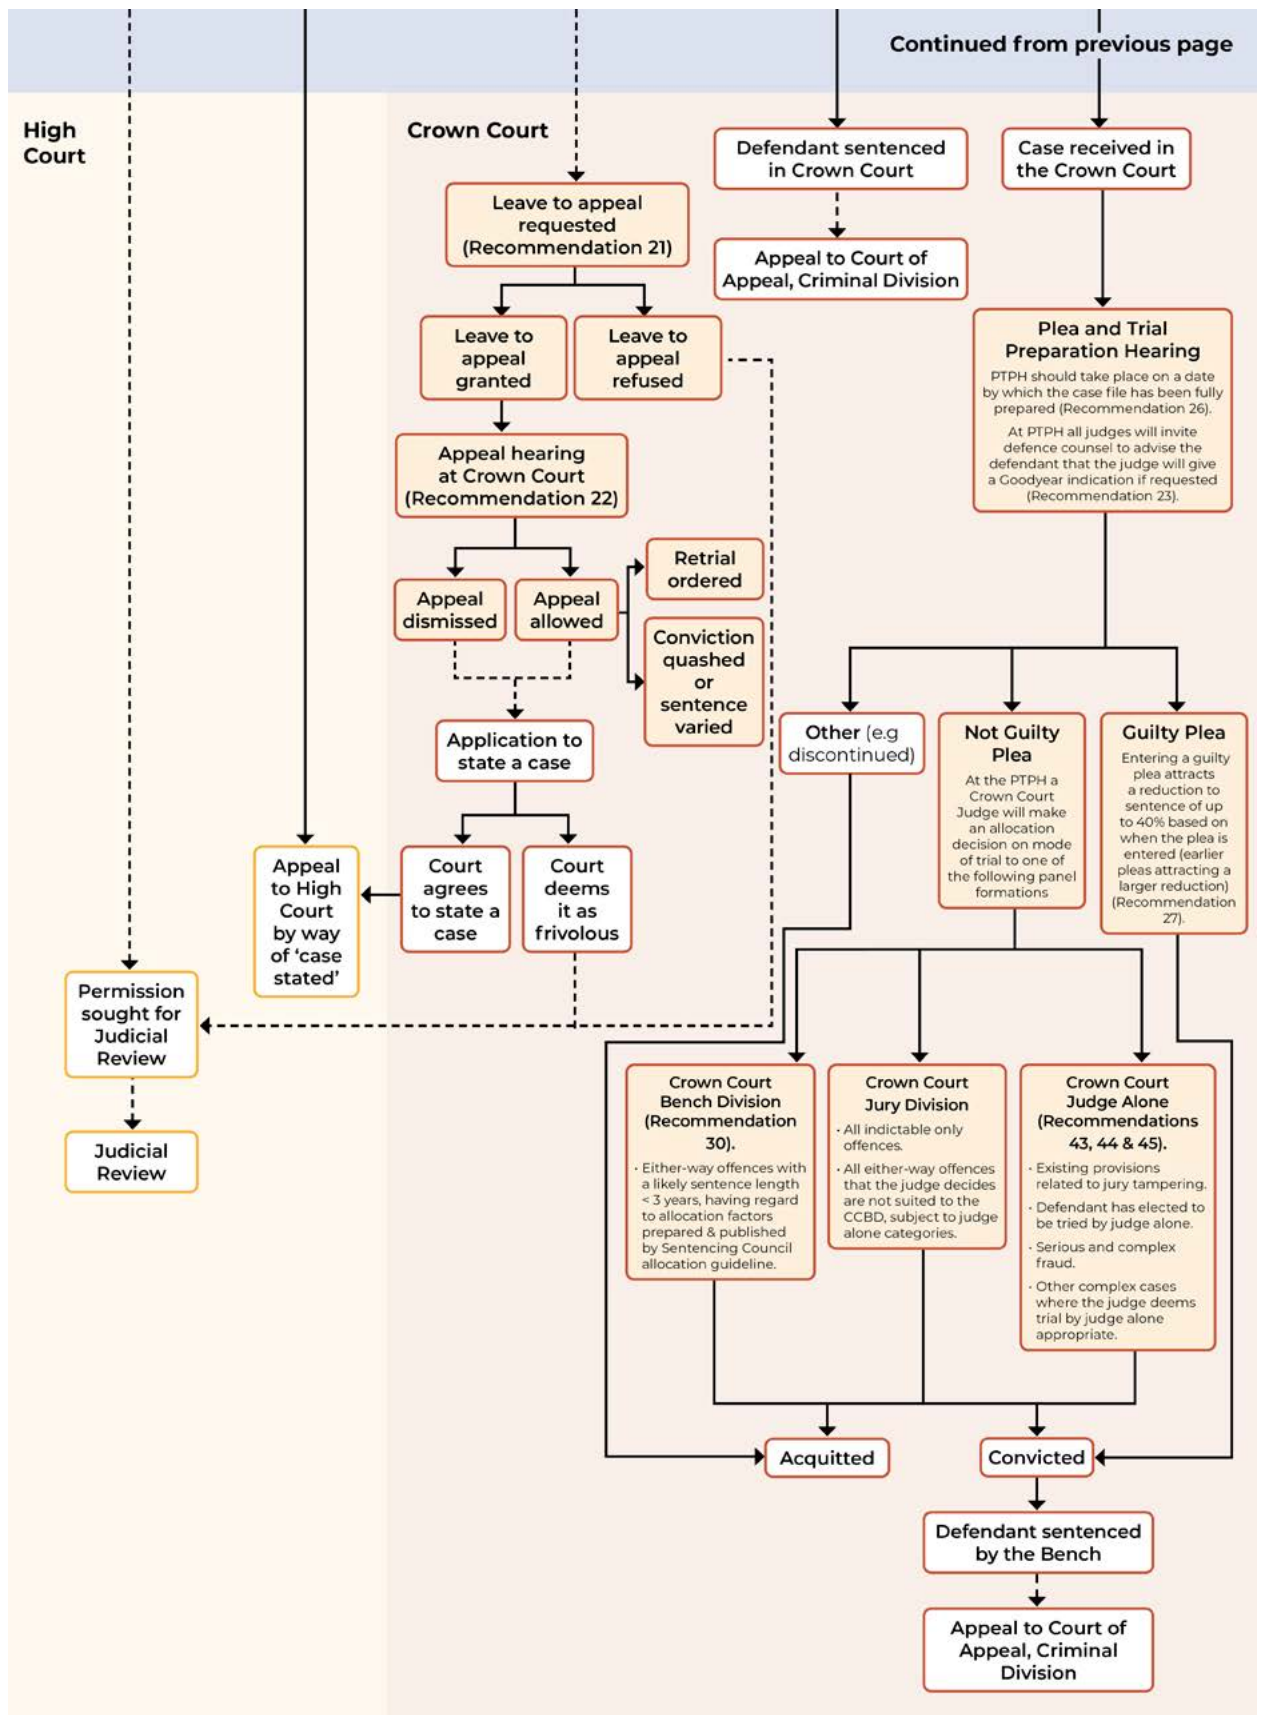 Continued from previous page
High
Court
Crown Court
Defendant sentenced
in Crown Court
Case received in
the Crown Court
Leave to appeal
requested
(Recommendation 21)
Appeal to Court of
Appeal, Criminal Division
Leave to
appeal
granted
Leave to
appeal
refused
Plea and Trial
Preparation Hearing
PTPH should take place on a date
by which the case file has been fully
prepared (Recommendation 26).
At PTPH all judges will invite
defence counsel to advise the
defendant that the judge will give
a Goodyear indication if requested
(Recommendation 23).
Appeal hearing
at Crown Court
(Recommendation 22)
Appeal
dismissed
Appeal
allowed
Retrial
ordered
Conviction
quashed
or
sentence
varied
Application to
state a case
Other (e.g
discontinued)
Not Guilty
Plea
At the PTPH a
Crown Court
Judge will make
an allocation
decision on mode
of trial to one of
the following panel
formations
Guilty Plea
Entering a guilty
plea attracts
a reduction to
sentence of up
to 40% based on
when the plea is
entered (earlier
pleas attracting a
larger reduction)
(Recommendation
27).
Appeal
to High
Court
by way
of ‘case
stated’
Court
agrees
to state a
case
Court
deems
it as
frivolous
Permission
sought for
Judicial
Review
Judicial
Review
Crown Court
Bench Division
(Recommendation
30).
· Either-way offences with
a likely sentence length
< 3 years, having regard
to allocation factors
prepared & published
by Sentencing Council
allocation guideline.
Crown Court
Jury Division
· All indictable only
offences.
· All either-way offences
that the judge decides
are not suited to the
CCBD, subject to judge
alone categories.
Crown Court
Judge Alone
(Recommendations
43, 44 & 45).
· Existing provisions
related to jury tampering.
· Defendant has elected to
be tried by judge alone.
· Serious and complex
fraud.
· Other complex cases
where the judge deems
trial by judge alone
appropriate.
Acquitted
Convicted
Defendant sentenced
by the Bench
Appeal to Court of
Appeal, Criminal
Division